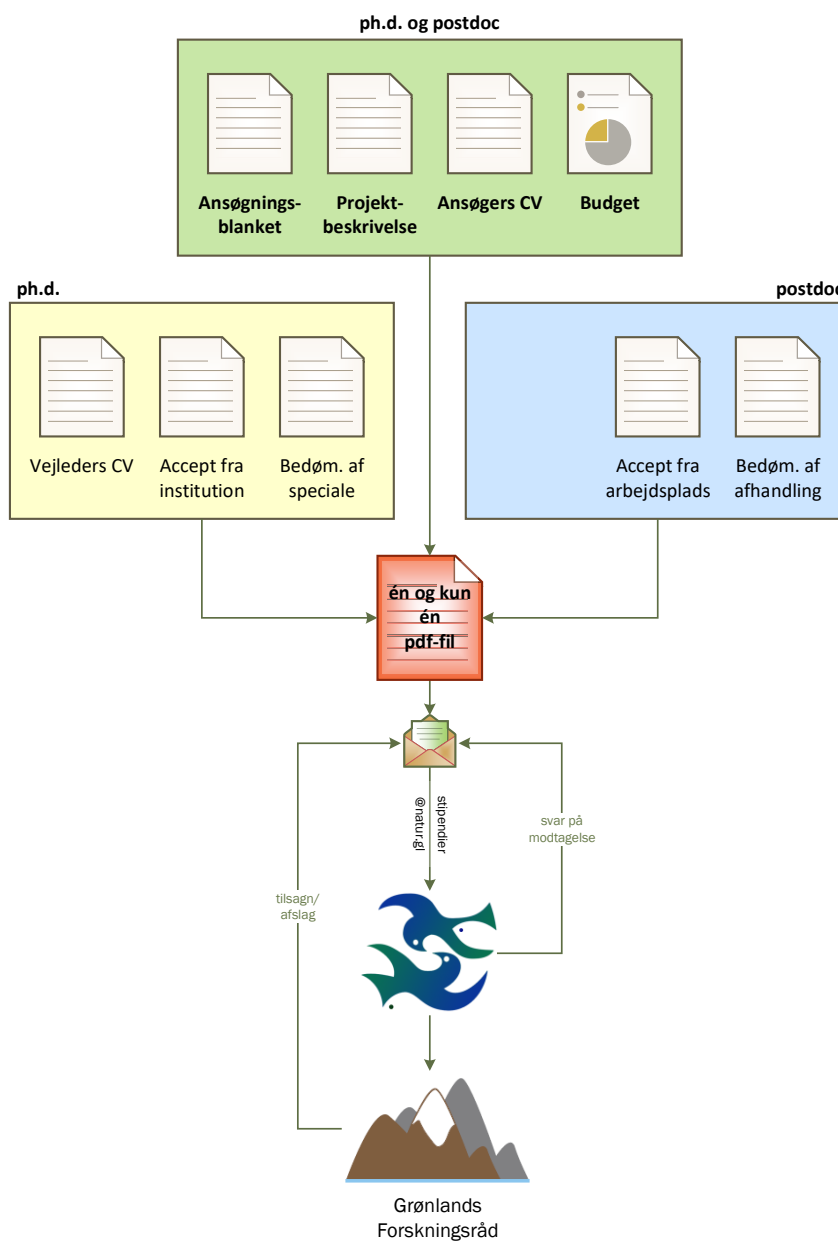 ph.d. og postdoc
Ansøgnings-
blanket
Projekt-
beskrivelse
Ansøgers CV
Budget
ph.d.
Vejleders CV
Accept fra
institution
Bedøm. af
speciale
postdoc
Accept fra
arbejdsplads
Bedøm. af
afhandling
én og kun
én
pdf-fil
stipendier
@natur.gl
svar på
modtagelse
tilsagn/
afslag
Grønlands
Forskningsråd